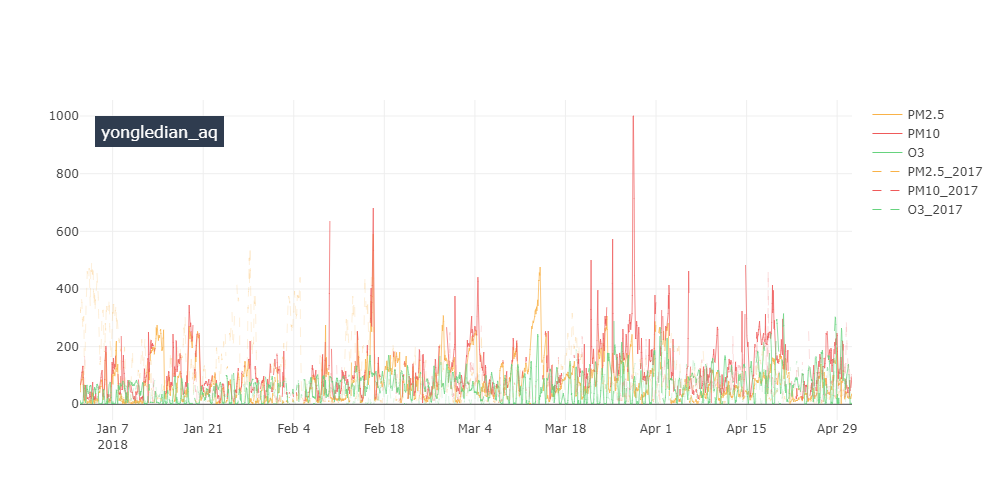 yongledian_aq
1000
800
600
400
200
0
Jan 7
2018
Jan 21
Feb 4
Feb 18
Mar 4
Mar 18
Apr 1
Apr 15
Apr 29
PM2.5
PM10
O3
PM2.5_2017
PM10_2017
O3_2017